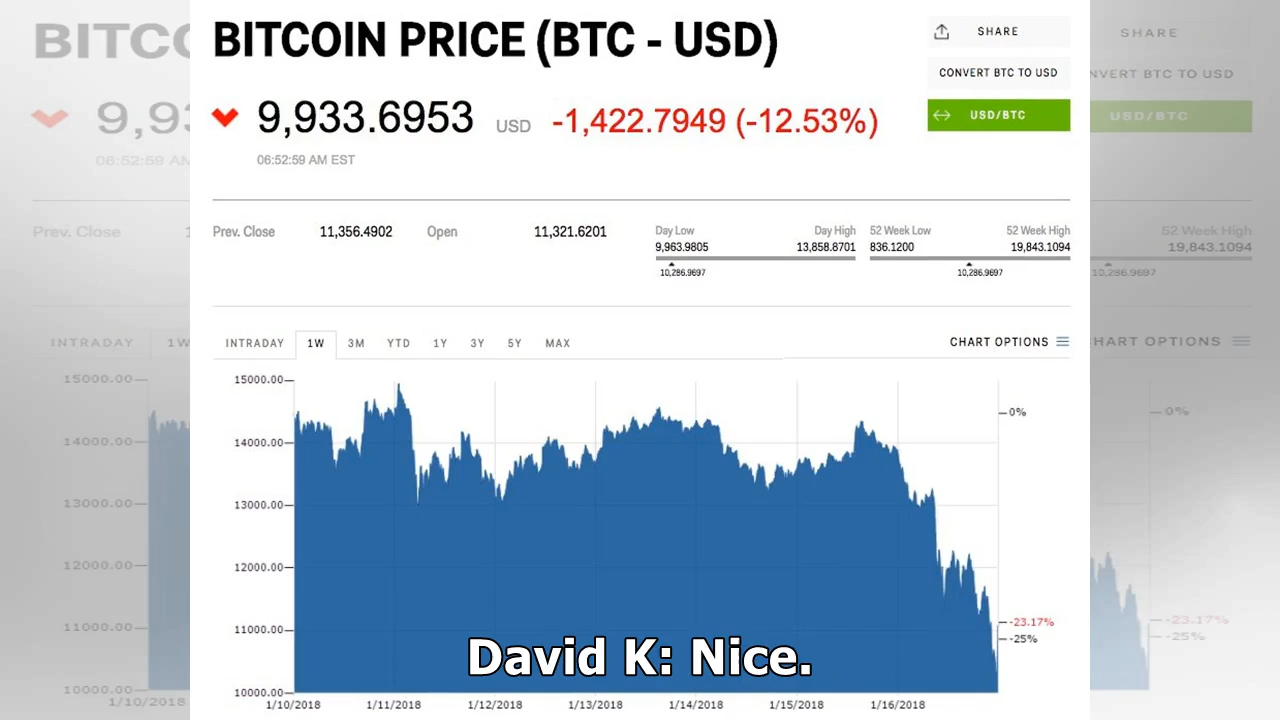 BITCOIN PRICE (BTC - USD)
SHARE
CONVERT BTC TO USD
9,933.6953 USD -1,422.7949 (-12.53%)
USD/BTC
06:52:59 AM EST
Prev. Close 11,356.4902 Open 11,321.6201
Day Low Day High 52 Week Low 52 Week High
9,963.9805 13,858.8701 836.1200 19,843.1094
10,286.9697 10,286.9697
INTRADAY 1W 3M YTD 1Y 3Y 5Y MAX CHART OPTIONS
15000.00
0%
14000.00
13000.00
12000.00
-23.17%
11000.00
-25%
David K: Nice.
10000.00
1/10/2018 1/11/2018 1/12/2018 1/13/2018 1/14/2018 1/15/2018 1/16/2018